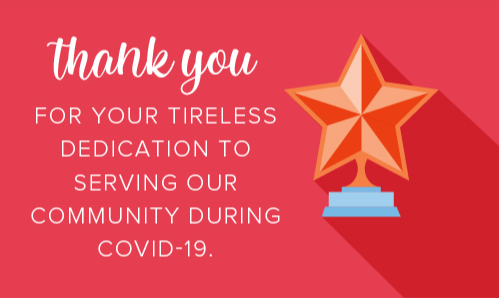 thank you
FOR YOUR TIRELESS
DEDICATION TO
SERVING OUR
COMMUNITY DURING
COVID-19.